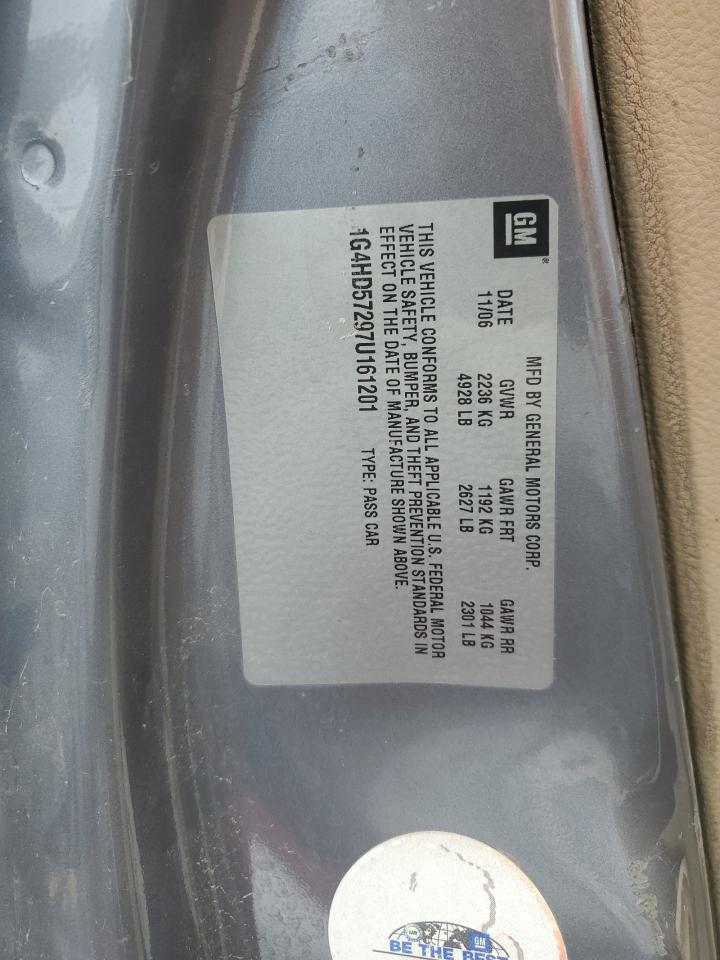 GM®
MFD BY GENERAL MOTORS CORP.
DATE GVWR GAWR FRT GAWR RR
11/06 2236 KG 1192 KG 1044 KG
4928 LB 2627 LB 2301 LB
THIS VEHICLE CONFORMS TO ALL APPLICABLE U.S. FEDERAL MOTOR
VEHICLE SAFETY, BUMPER, AND THEFT PREVENTION STANDARDS IN
EFFECT ON THE DATE OF MANUFACTURE SHOWN ABOVE.
1G4HD57297U161201 TYPE: PASS CAR
GM
BE THE BEST